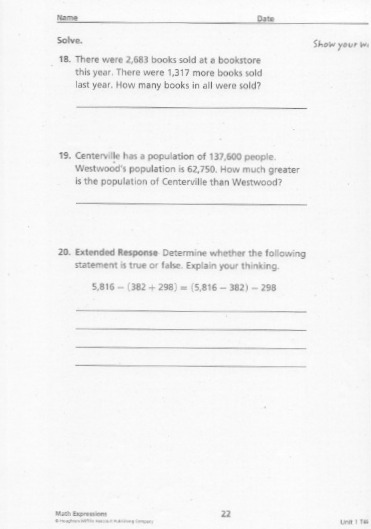 Name Date
Solve.
Show your
18. There were 2,683 books sold at a bookstore
this year. There were 1,317 more books sold
last year. How many books in all were sold?
19. Centerville has a population of 137,600 people.
Westwood's population is 62,750. How much greater
is the population of Centerville than Westwood?
20. Extended Response Determine whether the following
statement is true or false. Explain your thinking.
5,816 − (382 + 298) = (5,816 − 382) − 298
Math Expressions
22
Unit 1